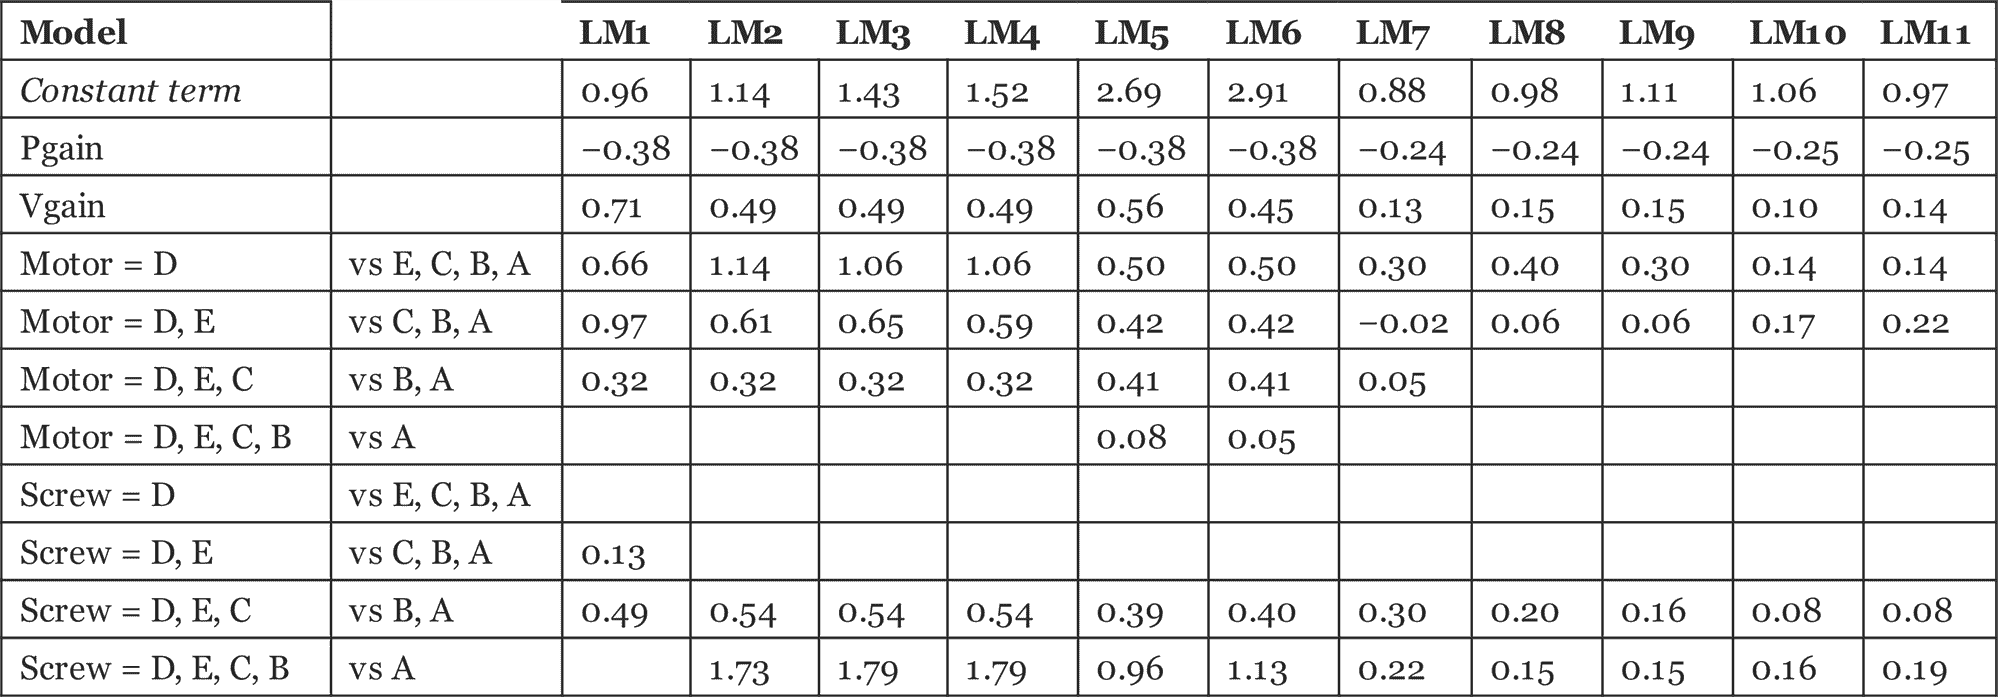 Model LM1 LM2 LM3 LM4 LM5 LM6 LM7 LM8 LM9 LM10 LM11
Constant term 0.96 1.14 1.43 1.52 2.69 2.91 0.88 0.98 1.11 1.06 0.97
Pgain −0.38 −0.38 −0.38 −0.38 −0.38 −0.38 −0.24 −0.24 −0.24 −0.25 −0.25
Vgain 0.71 0.49 0.49 0.49 0.56 0.45 0.13 0.15 0.15 0.10 0.14
Motor = D vs E, C, B, A 0.66 1.14 1.06 1.06 0.50 0.50 0.30 0.40 0.30 0.14 0.14
Motor = D, E vs C, B, A 0.97 0.61 0.65 0.59 0.42 0.42 −0.02 0.06 0.06 0.17 0.22
Motor = D, E, C vs B, A 0.32 0.32 0.32 0.32 0.41 0.41 0.05
Motor = D, E, C, B vs A 0.08 0.05
Screw = D vs E, C, B, A
Screw = D, E vs C, B, A 0.13
Screw = D, E, C vs B, A 0.49 0.54 0.54 0.54 0.39 0.40 0.30 0.20 0.16 0.08 0.08
Screw = D, E, C, B vs A 1.73 1.79 1.79 0.96 1.13 0.22 0.15 0.15 0.16 0.19